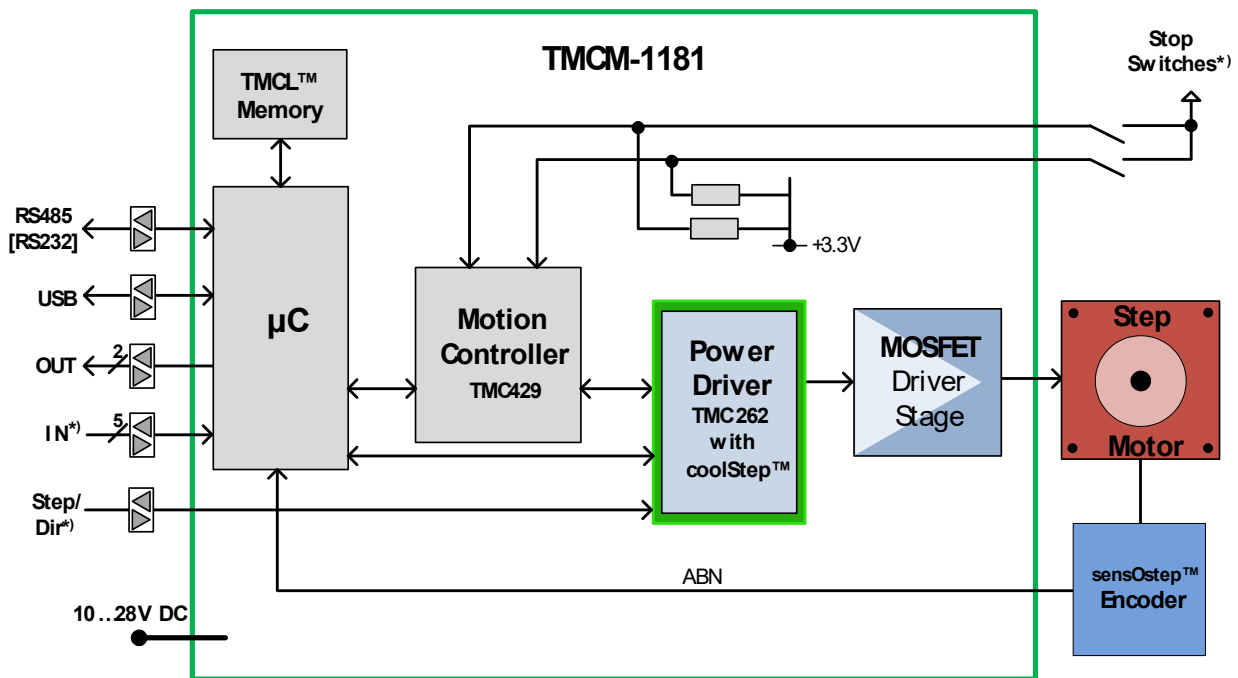 TMCM-1181
Stop
Switches*)
TMCL™
Memory
RS485
[RS232]
+3.3V
USB
µC
Motion
Controller
TMC429
Power
Driver
TMC262
with
coolStep™
MOSFET
Driver
Stage
Step
Motor
2
OUT
5
IN*)
Step/
Dir*)
ABN
sensOstep™
Encoder
10...28V DC